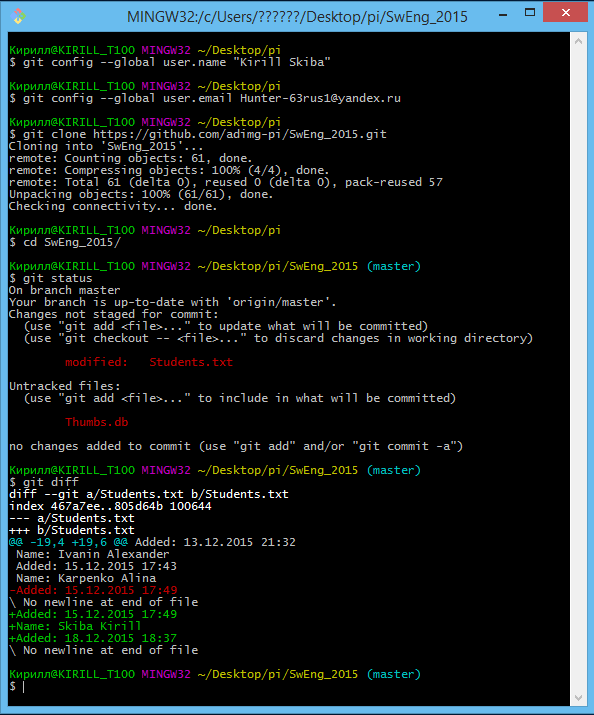 MINGW32:/c/Users/??????/Desktop/pi/SwEng_2015
Кирилл@KIRILL_T100 MINGW32 ~/Desktop/pi
$ git config --global user.name "Kirill Skiba"
Кирилл@KIRILL_T100 MINGW32 ~/Desktop/pi
$ git config --global user.email Hunter-63rus1@yandex.ru
Кирилл@KIRILL_T100 MINGW32 ~/Desktop/pi
$ git clone https://github.com/adimg-pi/SwEng_2015.git
Cloning into 'SwEng_2015'...
remote: Counting objects: 61, done.
remote: Compressing objects: 100% (4/4), done.
remote: Total 61 (delta 0), reused 0 (delta 0), pack-reused 57
Unpacking objects: 100% (61/61), done.
Checking connectivity... done.
Кирилл@KIRILL_T100 MINGW32 ~/Desktop/pi
$ cd SwEng_2015/
Кирилл@KIRILL_T100 MINGW32 ~/Desktop/pi/SwEng_2015 (master)
$ git status
On branch master
Your branch is up-to-date with 'origin/master'.
Changes not staged for commit:
  (use "git add <file>..." to update what will be committed)
  (use "git checkout -- <file>..." to discard changes in working directory)
        modified:   Students.txt
Untracked files:
  (use "git add <file>..." to include in what will be committed)
        Thumbs.db
no changes added to commit (use "git add" and/or "git commit -a")
Кирилл@KIRILL_T100 MINGW32 ~/Desktop/pi/SwEng_2015 (master)
$ git diff
diff --git a/Students.txt b/Students.txt
index 467a7ee..805d64b 100644
--- a/Students.txt
+++ b/Students.txt
@@ -19,4 +19,6 @@ Added: 13.12.2015 21:32
 Name: Ivanin Alexander
 Added: 15.12.2015 17:43
 Name: Karpenko Alina
-Added: 15.12.2015 17:49
\ No newline at end of file
+Added: 15.12.2015 17:49
+Name: Skiba Kirill
+Added: 18.12.2015 18:37
\ No newline at end of file
Кирилл@KIRILL_T100 MINGW32 ~/Desktop/pi/SwEng_2015 (master)
$